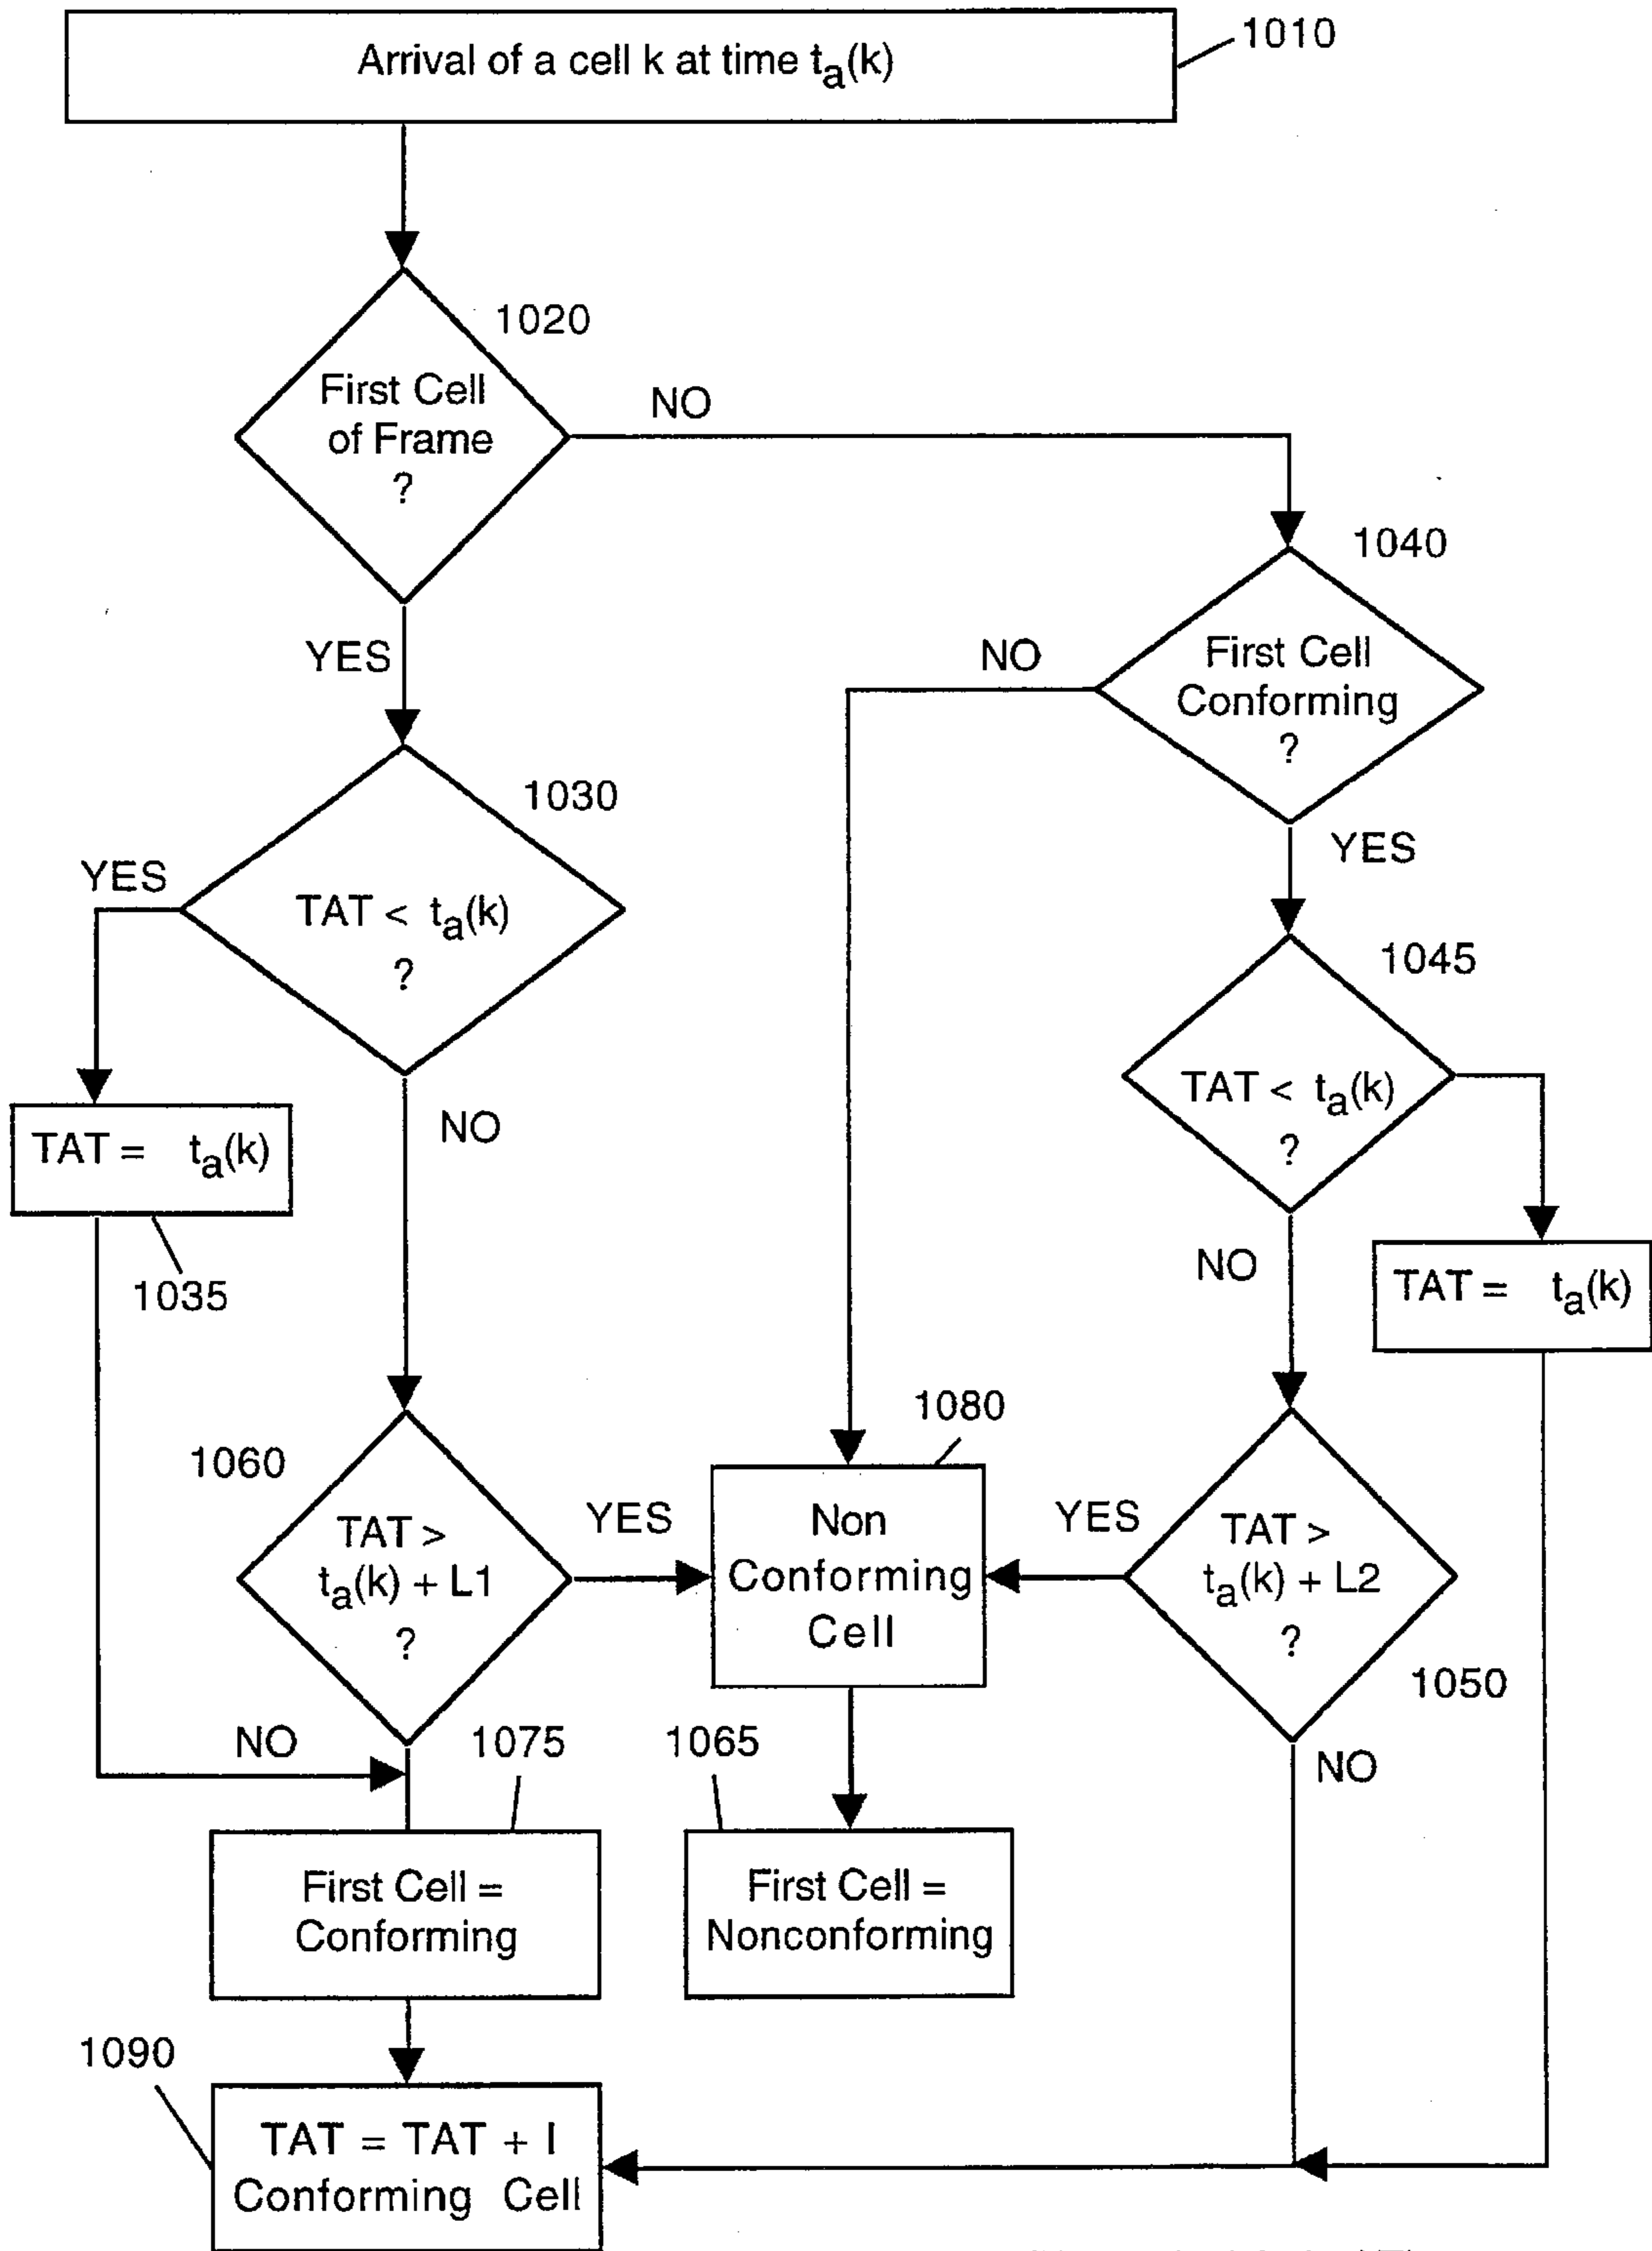 Arrival of a cell k at time ta(k)
1010
1020
First Cell
of Frame
?
NO
1040
YES
NO
First Cell
Conforming
?
1030
YES
YES
TAT < ta(k)
?
1045
NO
TAT < ta(k)
?
TAT = ta(k)
1035
NO
TAT = ta(k)
1080
1060
TAT >
ta(k) + L1
?
YES
Non
Conforming
Cell
YES
TAT >
ta(k) + L2
?
1050
NO
1075
1065
NO
First Cell =
Conforming
First Cell =
Nonconforming
1090
TAT = TAT + I
Conforming Cell